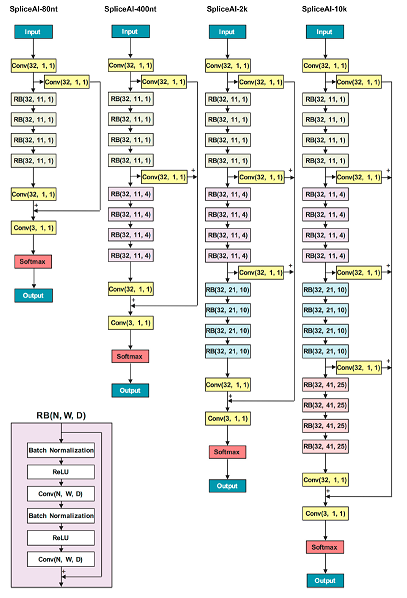 SpliceAI-80nt
Input
Conv(32, 1, 1)
Conv(32, 1, 1)
RB(32, 11, 1)
RB(32, 11, 1)
RB(32, 11, 1)
RB(32, 11, 1)
Conv(32, 1, 1)
+
Conv(3, 1, 1)
Softmax
Output
SpliceAI-400nt
Input
Conv(32, 1, 1)
Conv(32, 1, 1)
RB(32, 11, 1)
RB(32, 11, 1)
RB(32, 11, 1)
RB(32, 11, 1)
Conv(32, 1, 1)
+
RB(32, 11, 4)
RB(32, 11, 4)
RB(32, 11, 4)
RB(32, 11, 4)
Conv(32, 1, 1)
+
Conv(3, 1, 1)
Softmax
Output
SpliceAI-2k
Input
Conv(32, 1, 1)
Conv(32, 1, 1)
RB(32, 11, 1)
RB(32, 11, 1)
RB(32, 11, 1)
RB(32, 11, 1)
Conv(32, 1, 1)
+
RB(32, 11, 4)
RB(32, 11, 4)
RB(32, 11, 4)
RB(32, 11, 4)
Conv(32, 1, 1)
+
RB(32, 21, 10)
RB(32, 21, 10)
RB(32, 21, 10)
RB(32, 21, 10)
Conv(32, 1, 1)
+
Conv(3, 1, 1)
Softmax
Output
SpliceAI-10k
Input
Conv(32, 1, 1)
Conv(32, 1, 1)
RB(32, 11, 1)
RB(32, 11, 1)
RB(32, 11, 1)
RB(32, 11, 1)
Conv(32, 1, 1)
+
RB(32, 11, 4)
RB(32, 11, 4)
RB(32, 11, 4)
RB(32, 11, 4)
Conv(32, 1, 1)
+
RB(32, 21, 10)
RB(32, 21, 10)
RB(32, 21, 10)
RB(32, 21, 10)
Conv(32, 1, 1)
+
RB(32, 41, 25)
RB(32, 41, 25)
RB(32, 41, 25)
RB(32, 41, 25)
Conv(32, 1, 1)
+
Conv(3, 1, 1)
Softmax
Output
RB(N, W, D)
Batch Normalization
ReLU
Conv(N, W, D)
Batch Normalization
ReLU
Conv(N, W, D)
+